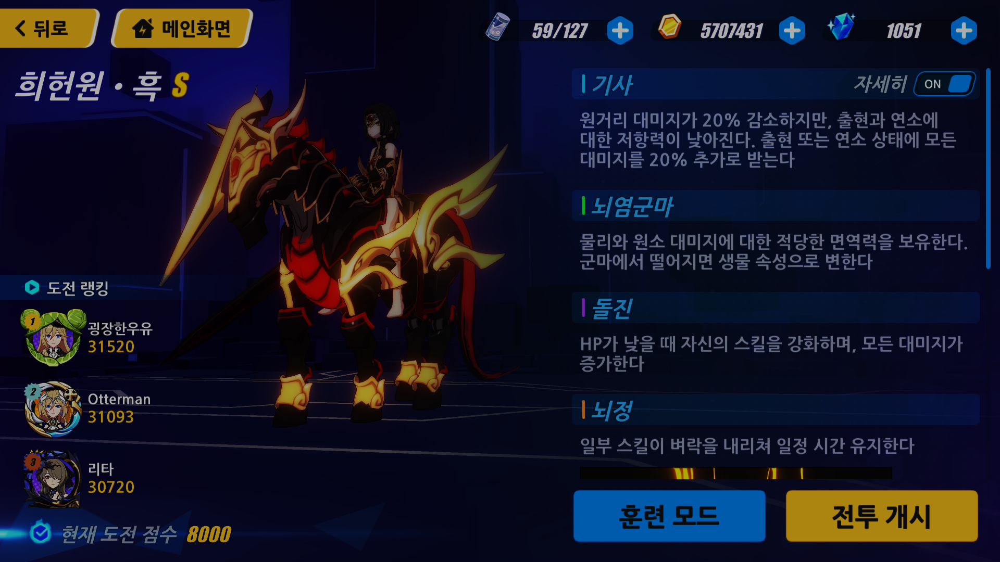 뒤로
메인화면
59/127
5707431
1051
희헌원·흑 S
기사
자세히
ON
원거리 대미지가 20% 감소하지만, 출현과 연소에
대한 저항력이 낮아진다. 출현 또는 연소 상태에 모든
대미지를 20% 추가로 받는다
뇌염군마
물리와 원소 대미지에 대한 적당한 면역력을 보유한다.
군마에서 떨어지면 생물 속성으로 변한다
돌진
HP가 낮을 때 자신의 스킬을 강화하며, 모든 대미지가
증가한다
뇌정
일부 스킬이 벼락을 내리쳐 일정 시간 유지한다
도전 랭킹
1
굉장한우유
31520
2
Otterman
31093
3
리타
30720
현재 도전 점수 8000
훈련 모드
전투 개시